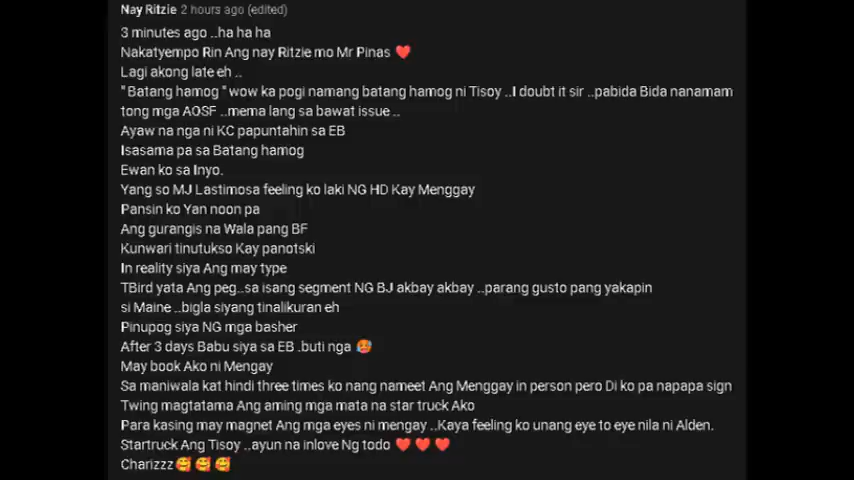 Nay Ritzie 2 hours ago (edited)
3 minutes ago ..ha ha ha
Nakatyempo Rin Ang nay Ritzie mo Mr Pinas ❤️
Lagi akong late eh ..
"Batang hamog " wow ka pogi namang batang hamog ni Tisoy ..I doubt it sir ..pabida Bida nanamam
tong mga AOSF ..mema lang sa bawat issue ..
Ayaw na nga ni KC papuntahin sa EB
Isasama pa sa Batang hamog
Ewan ko sa Inyo.
Yang so MJ Lastimosa feeling ko laki NG HD Kay Menggay
Pansin ko Yan noon pa
Ang gurangis na Wala pang BF
Kunwari tinutukso Kay panotski
In reality siya Ang may type
TBird yata Ang peg..sa isang segment NG BJ akbay akbay ..parang gusto pang yakapin
si Maine ..bigla siyang tinalikuran eh
Pinupog siya NG mga basher
After 3 days Babu siya sa EB .buti nga 🥵
May book Ako ni Mengay
Sa maniwala kat hindi three times ko nang nameet Ang Menggay in person pero Di ko pa napapa sign
Twing magtatama Ang aming mga mata na star truck Ako
Para kasing may magnet Ang mga eyes ni mengay ..Kaya feeling ko unang eye to eye nila ni Alden.
Startruck Ang Tisoy ..ayun na inlove Ng todo ❤️ ❤️ ❤️
Charizzz🥰 🥰 🥰